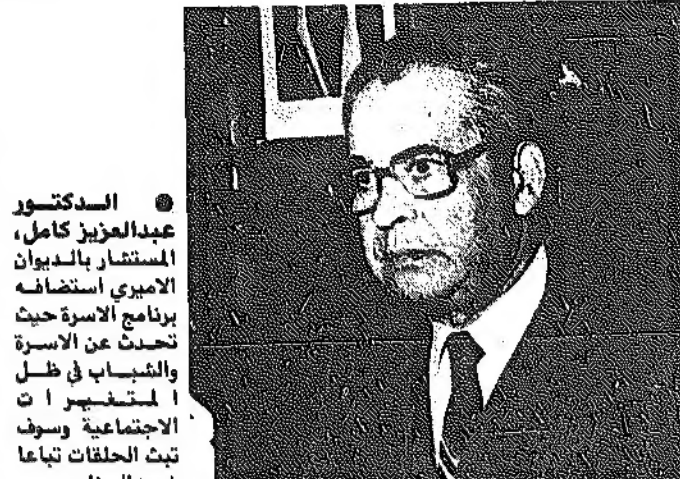 ● الدكتور
عبدالعزيز كامل،
المستشار بالديوان
الاميري استضافه
برنامج الاسرة حيث
تحدث عن الاسرة
والشباب في ظل
المتغيرات
الاجتماعية وسوف
تبث الحلقات تباعا